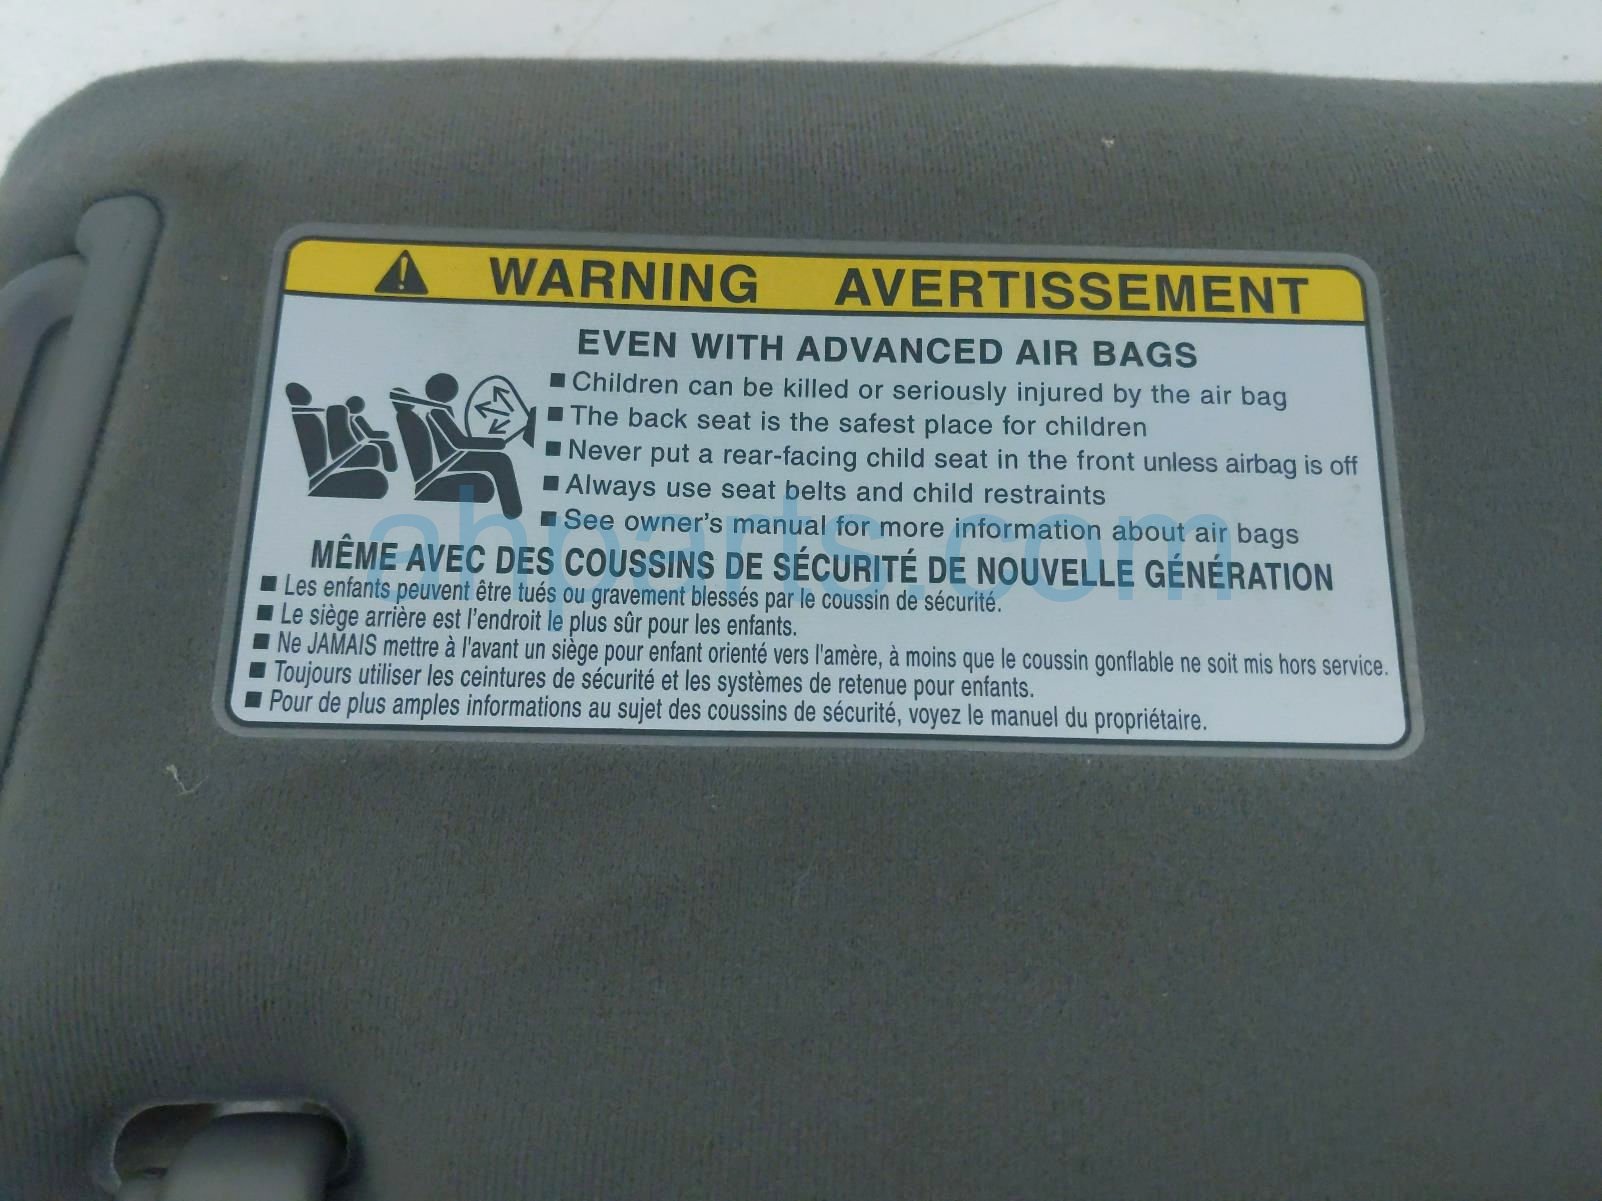 WARNING AVERTISSEMENT
EVEN WITH ADVANCED AIR BAGS
■ Children can be killed or seriously injured by the air bag
■ The back seat is the safest place for children
■ Never put a rear-facing child seat in the front unless airbag is off
■ Always use seat belts and child restraints
■ See owner's manual for more information about air bags
MÊME AVEC DES COUSSINS DE SÉCURITÉ DE NOUVELLE GÉNÉRATION
■ Les enfants peuvent être tués ou gravement blessés par le coussin de sécurité.
■ Le siège arrière est l'endroit le plus sûr pour les enfants.
■ Ne JAMAIS mettre à l'avant un siège pour enfant orienté vers l'amère, à moins que le coussin gonflable ne soit mis hors service.
■ Toujours utiliser les ceintures de sécurité et les systèmes de retenue pour enfants.
■ Pour de plus amples informations au sujet des coussins de sécurité, voyez le manuel du propriétaire.
ahparts.com